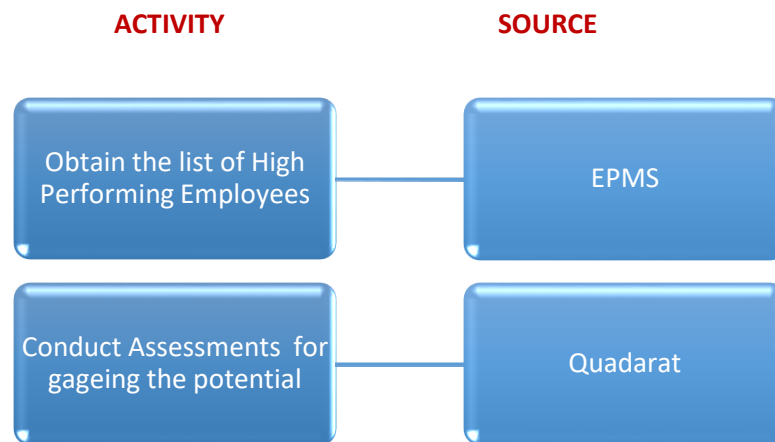 ACTIVITY
SOURCE
Obtain the list of High
Performing Employees
EPMS
Conduct Assessments for
gageing the potential
Quadarat